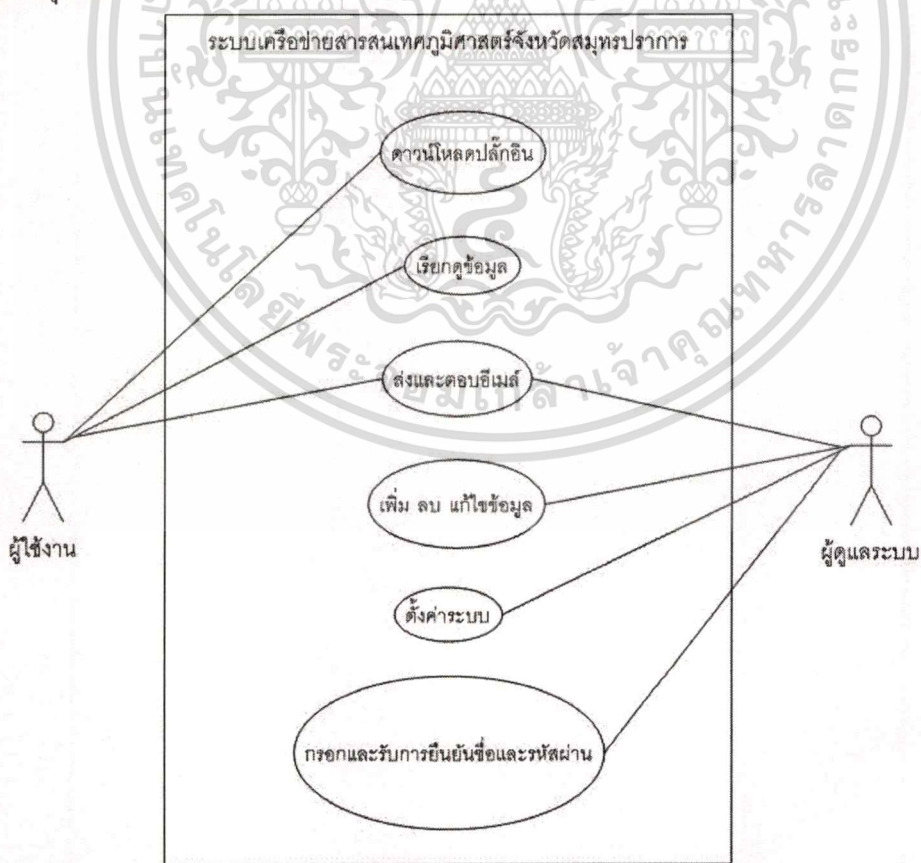 ระบบเครือข่ายสารสนเทศภูมิศาสตร์จังหวัดสมุทรปราการ
ดาวน์โหลดปลั๊กอิน
เรียกดูข้อมูล
ส่งและตอบอีเมล์
เพิ่ม ลบ แก้ไขข้อมูล
ตั้งค่าระบบ
กรอกและรับการยืนยันชื่อและรหัสผ่าน
ผู้ใช้งาน
ผู้ดูแลระบบ